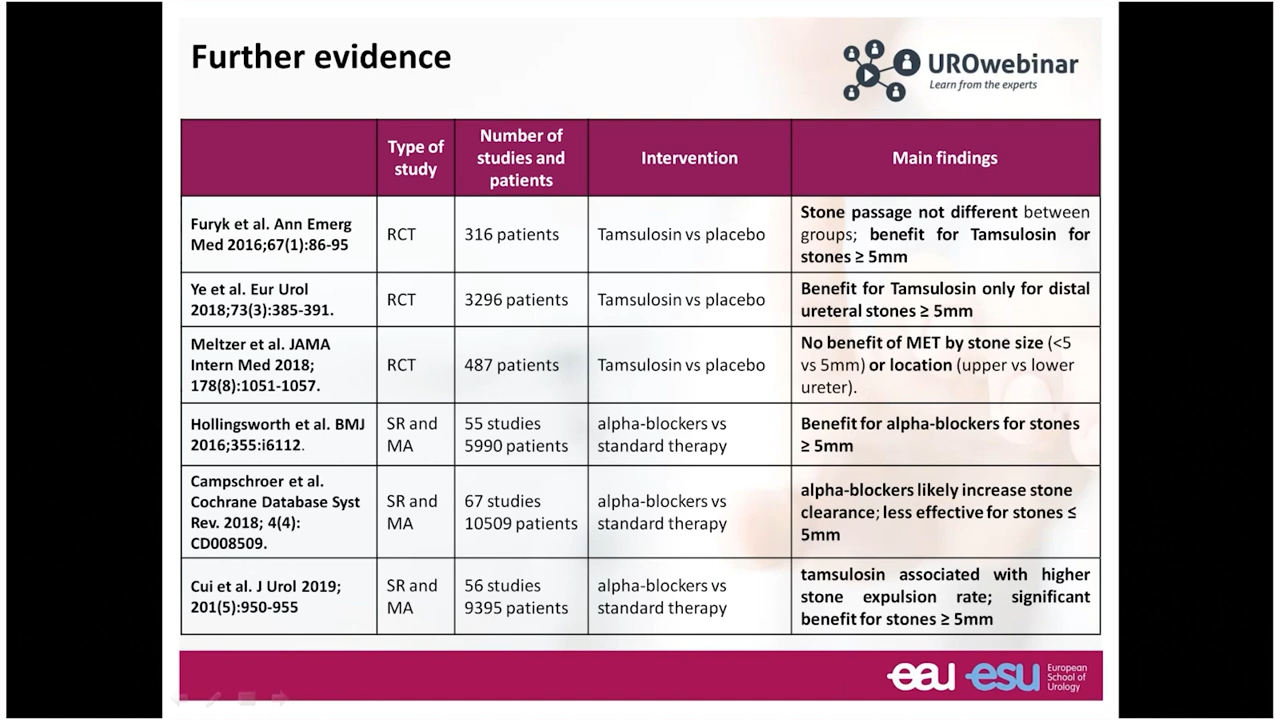 Further evidence
UROwebinar
Learn from the experts
Type of
study
Number of
studies and
patients
Intervention
Main findings
Furyk et al. Ann Emerg
Med 2016;67(1):86-95
RCT
316 patients
Tamsulosin vs placebo
Stone passage not different between
groups; benefit for Tamsulosin for
stones ≥ 5mm
Ye et al. Eur Urol
2018;73(3):385-391.
RCT
3296 patients
Tamsulosin vs placebo
Benefit for Tamsulosin only for distal
ureteral stones ≥ 5mm
Meltzer et al. JAMA
Intern Med 2018;
178(8):1051-1057.
RCT
487 patients
Tamsulosin vs placebo
No benefit of MET by stone size (<5
vs 5mm) or location (upper vs lower
ureter).
Hollingsworth et al. BMJ
2016;355:i6112.
SR and
MA
55 studies
5990 patients
alpha-blockers vs
standard therapy
Benefit for alpha-blockers for stones
≥ 5mm
Campschroer et al.
Cochrane Database Syst
Rev. 2018; 4(4):
CD008509.
SR and
MA
67 studies
10509 patients
alpha-blockers vs
standard therapy
alpha-blockers likely increase stone
clearance; less effective for stones ≤
5mm
Cui et al. J Urol 2019;
201(5):950-955
SR and
MA
56 studies
9395 patients
alpha-blockers vs
standard therapy
tamsulosin associated with higher
stone expulsion rate; significant
benefit for stones ≥ 5mm
eau esu
European
School of
Urology